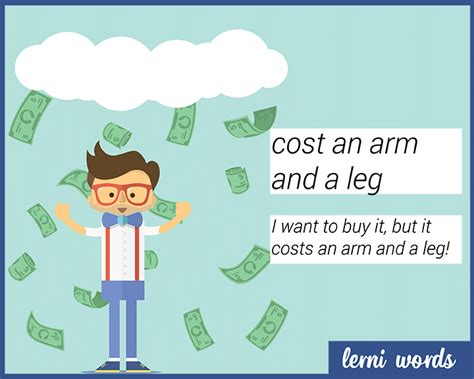 cost an arm
and a leg
I want to buy it, but it
costs an arm and a leg!
lerni words